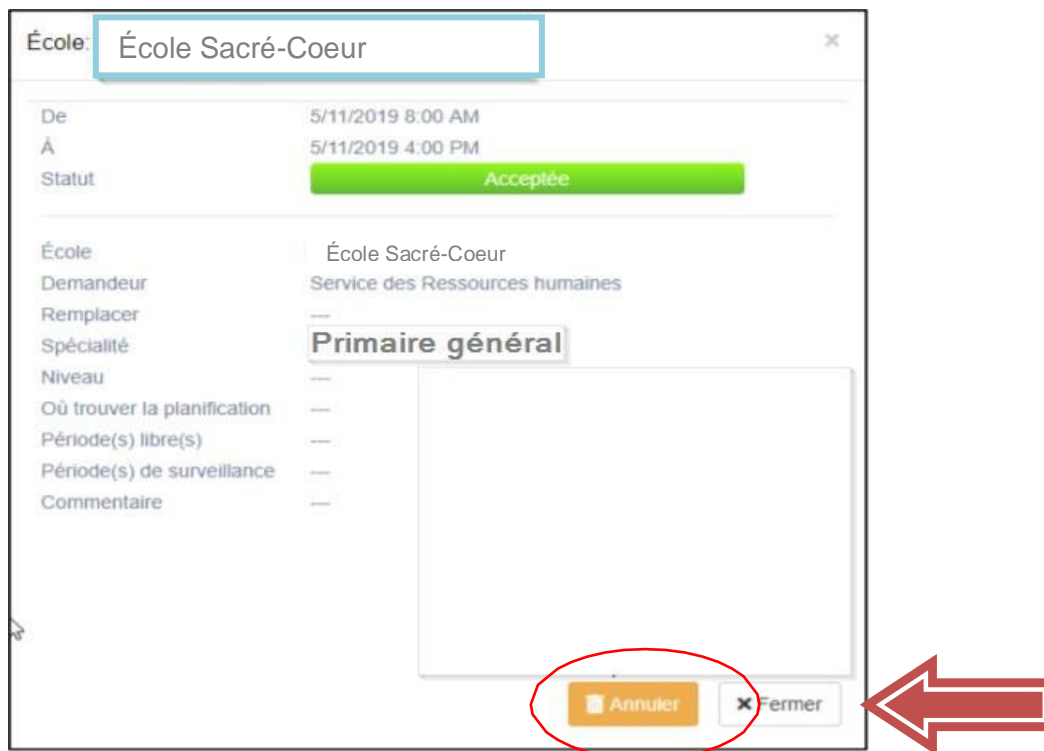 École: École Sacré-Coeur ×
De 5/11/2019 8:00 AM
À 5/11/2019 4:00 PM
Statut Acceptée
École École Sacré-Coeur
Demandeur Service des Ressources humaines
Remplacer ---
Spécialité Primaire général
Niveau ---
Où trouver la planification ---
Période(s) libre(s) ---
Période(s) de surveillance ---
Commentaire ---
Annuler × Fermer